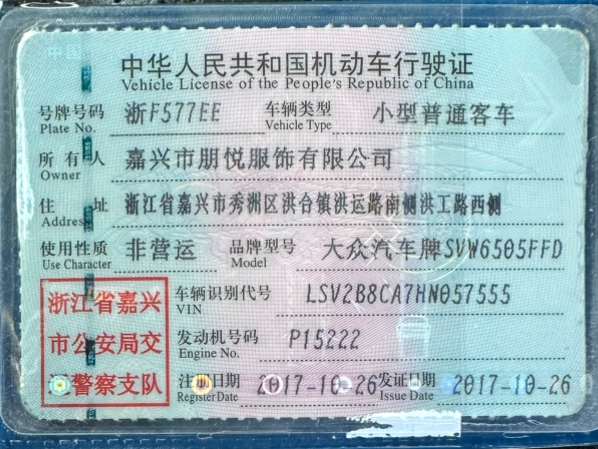 中国
中华人民共和国机动车行驶证
Vehicle License of the People's Republic of China
号牌号码 浙F577EE 车辆类型 小型普通客车
Plate No. Vehicle Type
所有人 嘉兴市朋悦服饰有限公司
Owner
住址 浙江省嘉兴市秀洲区洪合镇洪运路南侧洪工路西侧
Address
使用性质 非营运 品牌型号 大众汽车牌SVW6505FFD
Use Character Model
浙江省嘉兴 车辆识别代号 LSV2B8CA7HN057555
VIN
市公安局交 发动机号码 P15222
Engine No.
警察支队 注册日期 2017-10-26 发证日期 2017-10-26
Register Date Issue Date